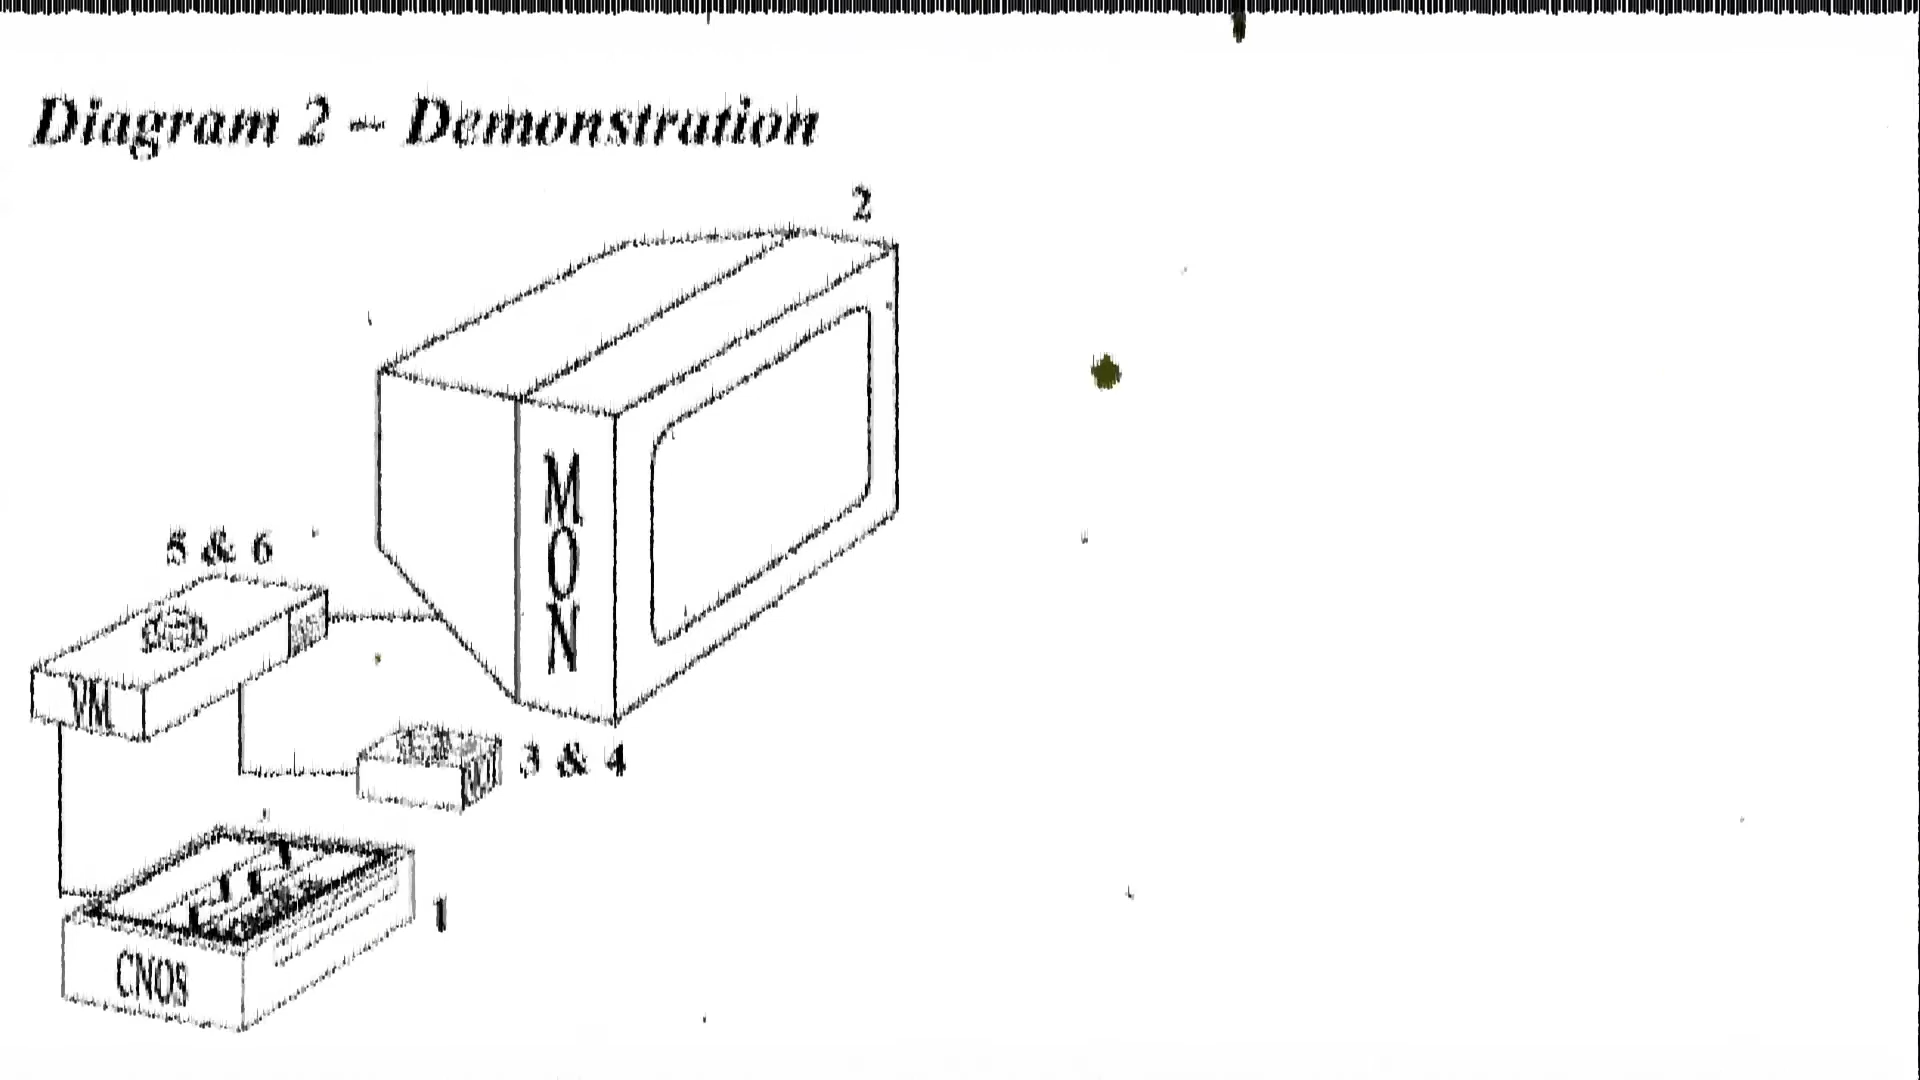 Diagram 2 – Demonstration
2
MON
5 & 6
VM
3 & 4
1
CNOS